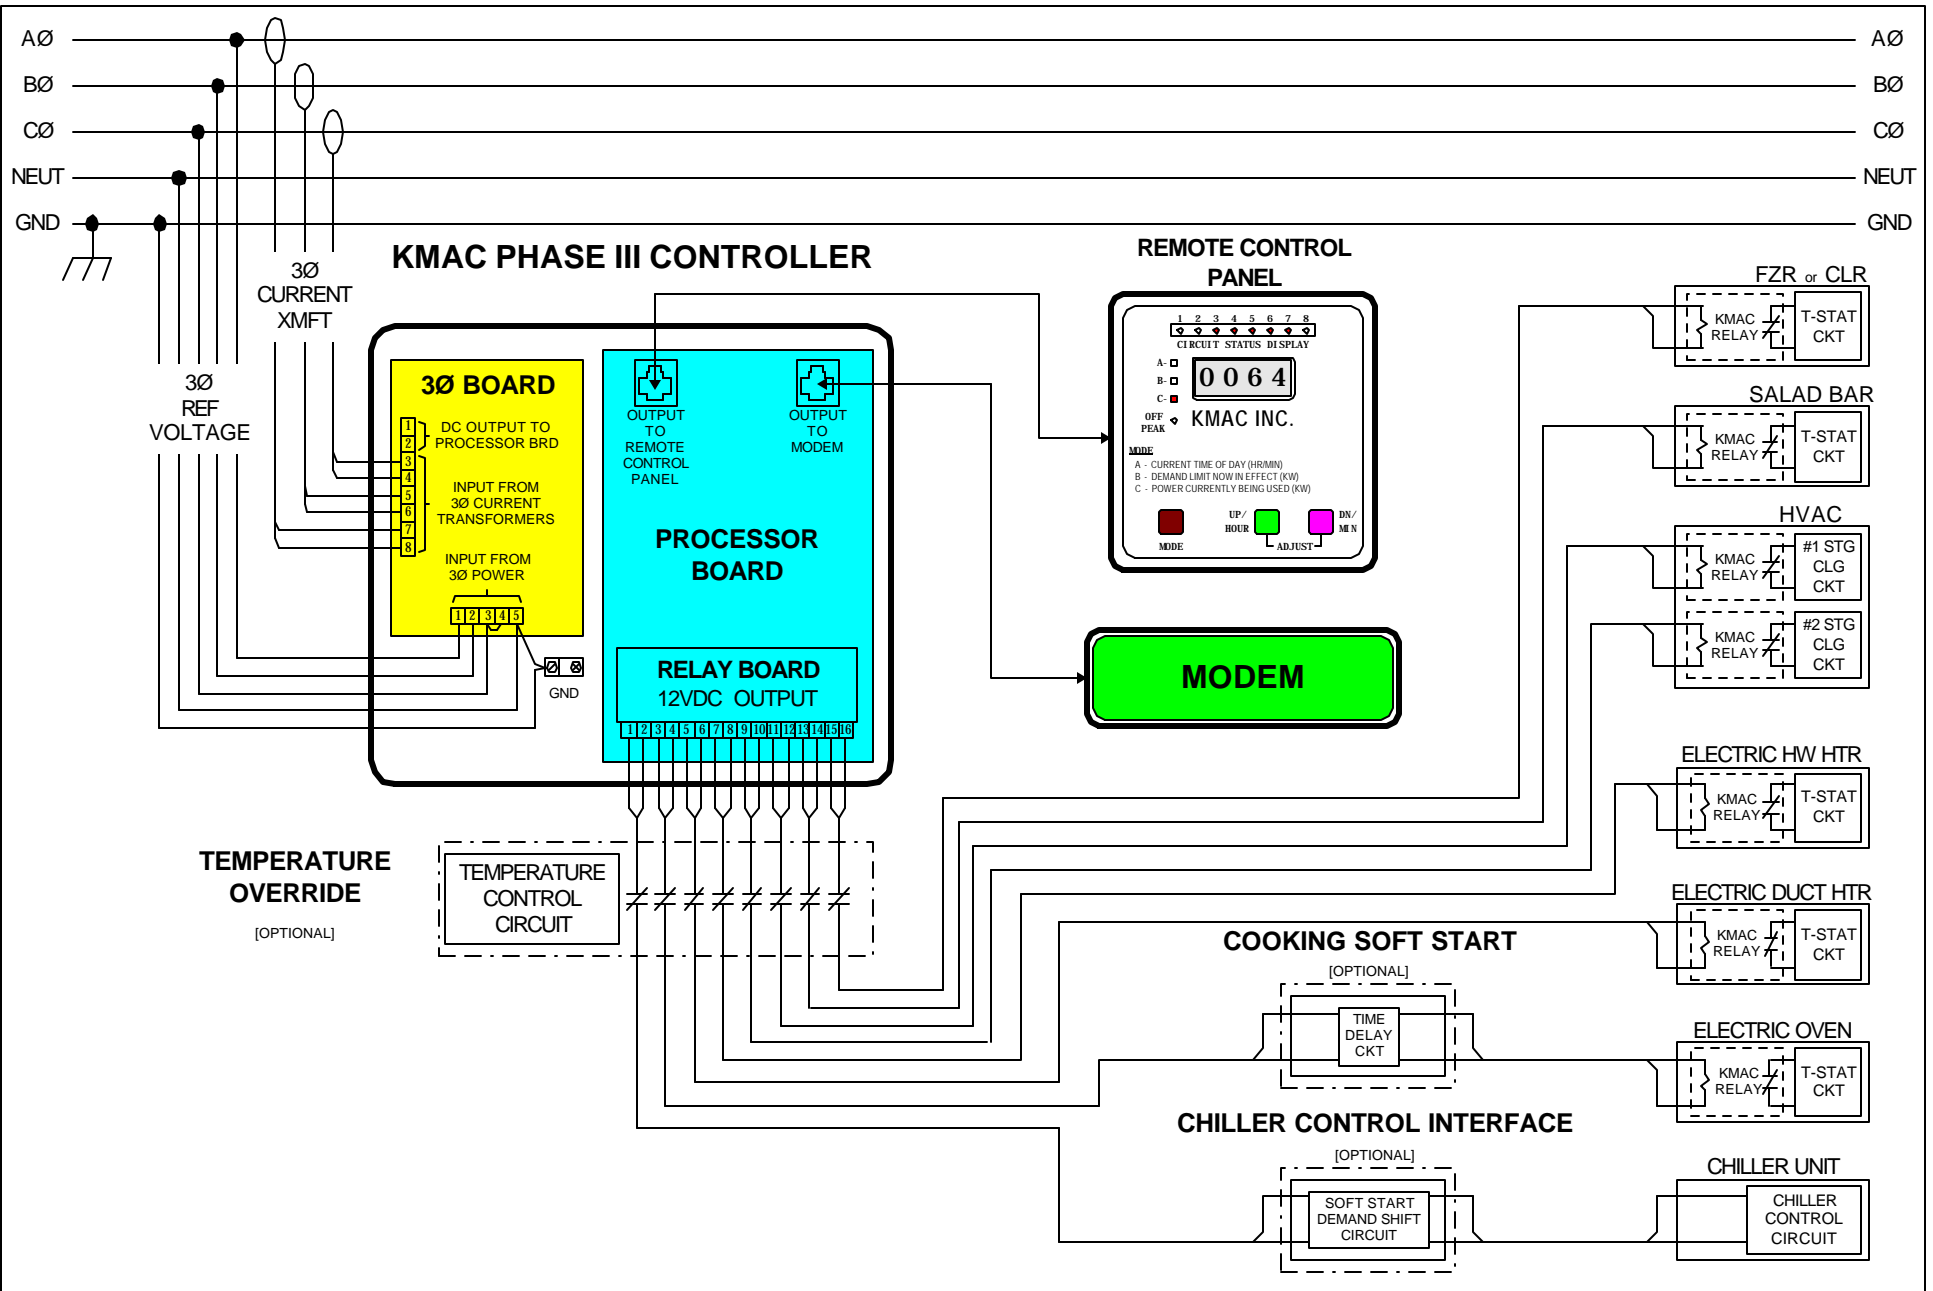 AØ
AØ
BØ
BØ
CØ
CØ
NEUT
NEUT
GND
GND
KMAC PHASE III CONTROLLER
3Ø
CURRENT
XMFT
3Ø
REF
VOLTAGE
3Ø BOARD
1
2
3
4
5
6
7
8
DC OUTPUT TO
PROCESSOR BRD
INPUT FROM
3Ø CURRENT
TRANSFORMERS
INPUT FROM
3Ø POWER
1 2 3 4 5
GND
OUTPUT
TO
REMOTE
CONTROL
PANEL
OUTPUT
TO
MODEM
PROCESSOR
BOARD
RELAY BOARD
12VDC OUTPUT
1 2 3 4 5 6 7 8 9 10 11 12 13 14 15 16
REMOTE CONTROL
PANEL
1 2 3 4 5 6 7 8
CIRCUIT STATUS DISPLAY
A-
B-
C-
0064
OFF
PEAK
KMAC INC.
MODE
A - CURRENT TIME OF DAY (HR/MIN)
B - DEMAND LIMIT NOW IN EFFECT (KW)
C - POWER CURRENTLY BEING USED (KW)
MODE
UP/
HOUR
DN/
MIN
ADJUST
MODEM
TEMPERATURE
OVERRIDE
[OPTIONAL]
TEMPERATURE
CONTROL
CIRCUIT
COOKING SOFT START
[OPTIONAL]
TIME
DELAY
CKT
CHILLER CONTROL INTERFACE
[OPTIONAL]
SOFT START
DEMAND SHIFT
CIRCUIT
FZR or CLR
KMAC
RELAY
T-STAT
CKT
SALAD BAR
KMAC
RELAY
T-STAT
CKT
HVAC
KMAC
RELAY
#1 STG
CLG
CKT
KMAC
RELAY
#2 STG
CLG
CKT
ELECTRIC HW HTR
KMAC
RELAY
T-STAT
CKT
ELECTRIC DUCT HTR
KMAC
RELAY
T-STAT
CKT
ELECTRIC OVEN
KMAC
RELAY
T-STAT
CKT
CHILLER UNIT
CHILLER
CONTROL
CIRCUIT